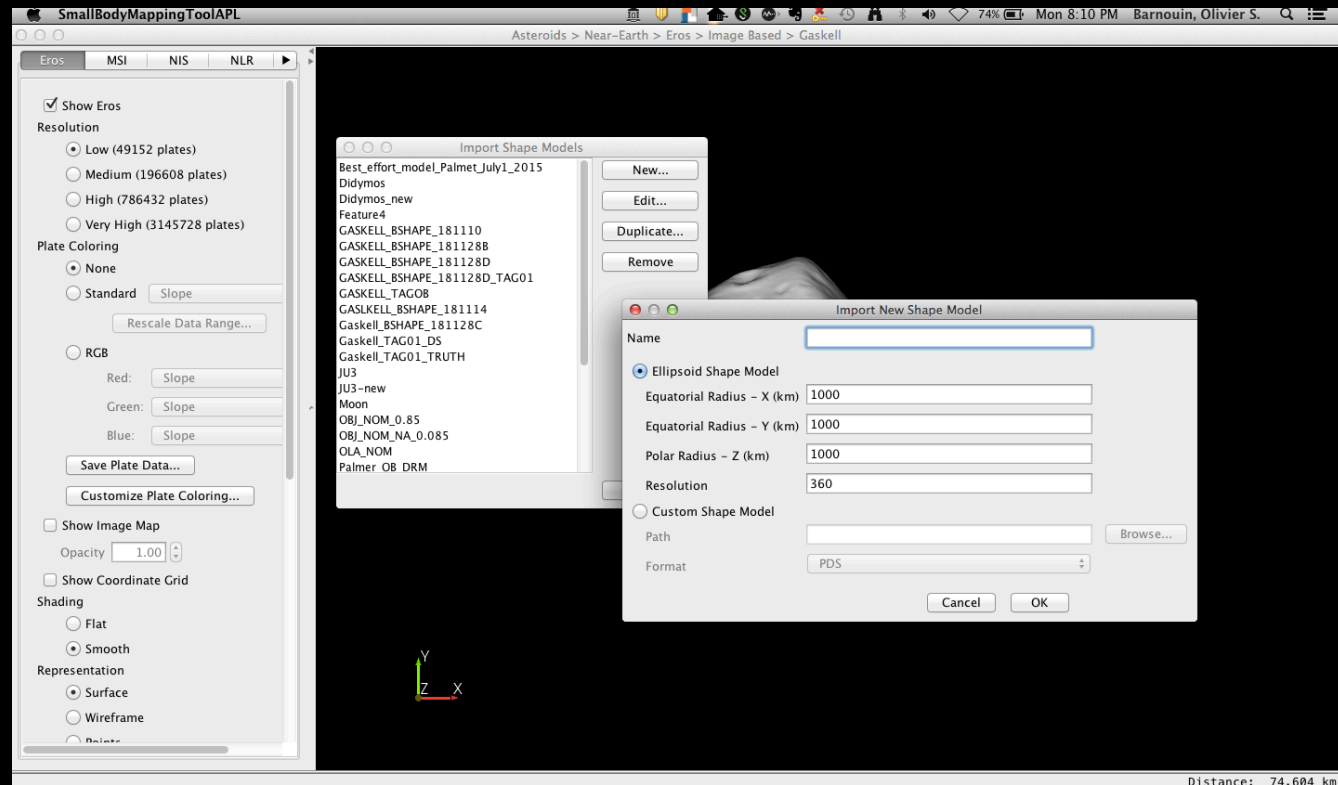 SmallBodyMappingToolAPL 74% Mon 8:10 PM Barnouin, Olivier S.
Asteroids > Near-Earth > Eros > Image Based > Gaskell
Eros MSI NIS NLR
Show Eros
Resolution
Low (49152 plates)
Medium (196608 plates)
High (786432 plates)
Very High (3145728 plates)
Plate Coloring
None
Standard Slope
Rescale Data Range...
RGB
Red: Slope
Green: Slope
Blue: Slope
Save Plate Data...
Customize Plate Coloring...
Show Image Map
Opacity 1.00
Show Coordinate Grid
Shading
Flat
Smooth
Representation
Surface
Wireframe
Points
Import Shape Models
Best_effort_model_Palmet_July1_2015
Didymos
Didymos_new
Feature4
GASKELL_BSHAPE_181110
GASKELL_BSHAPE_181128B
GASKELL_BSHAPE_181128D
GASKELL_BSHAPE_181128D_TAG01
GASKELL_TAGOB
GASLKELL_BSHAPE_181114
Gaskell_BSHAPE_181128C
Gaskell_TAG01_DS
Gaskell_TAG01_TRUTH
JU3
JU3-new
Moon
OBJ_NOM_0.85
OBJ_NOM_NA_0.085
OLA_NOM
Palmer_OB_DRM
New...
Edit...
Duplicate...
Remove
Import New Shape Model
Name
Ellipsoid Shape Model
Equatorial Radius - X (km) 1000
Equatorial Radius - Y (km) 1000
Polar Radius - Z (km) 1000
Resolution 360
Custom Shape Model
Path Browse...
Format PDS
Cancel OK
Y
Z X
Distance: 74.604 km